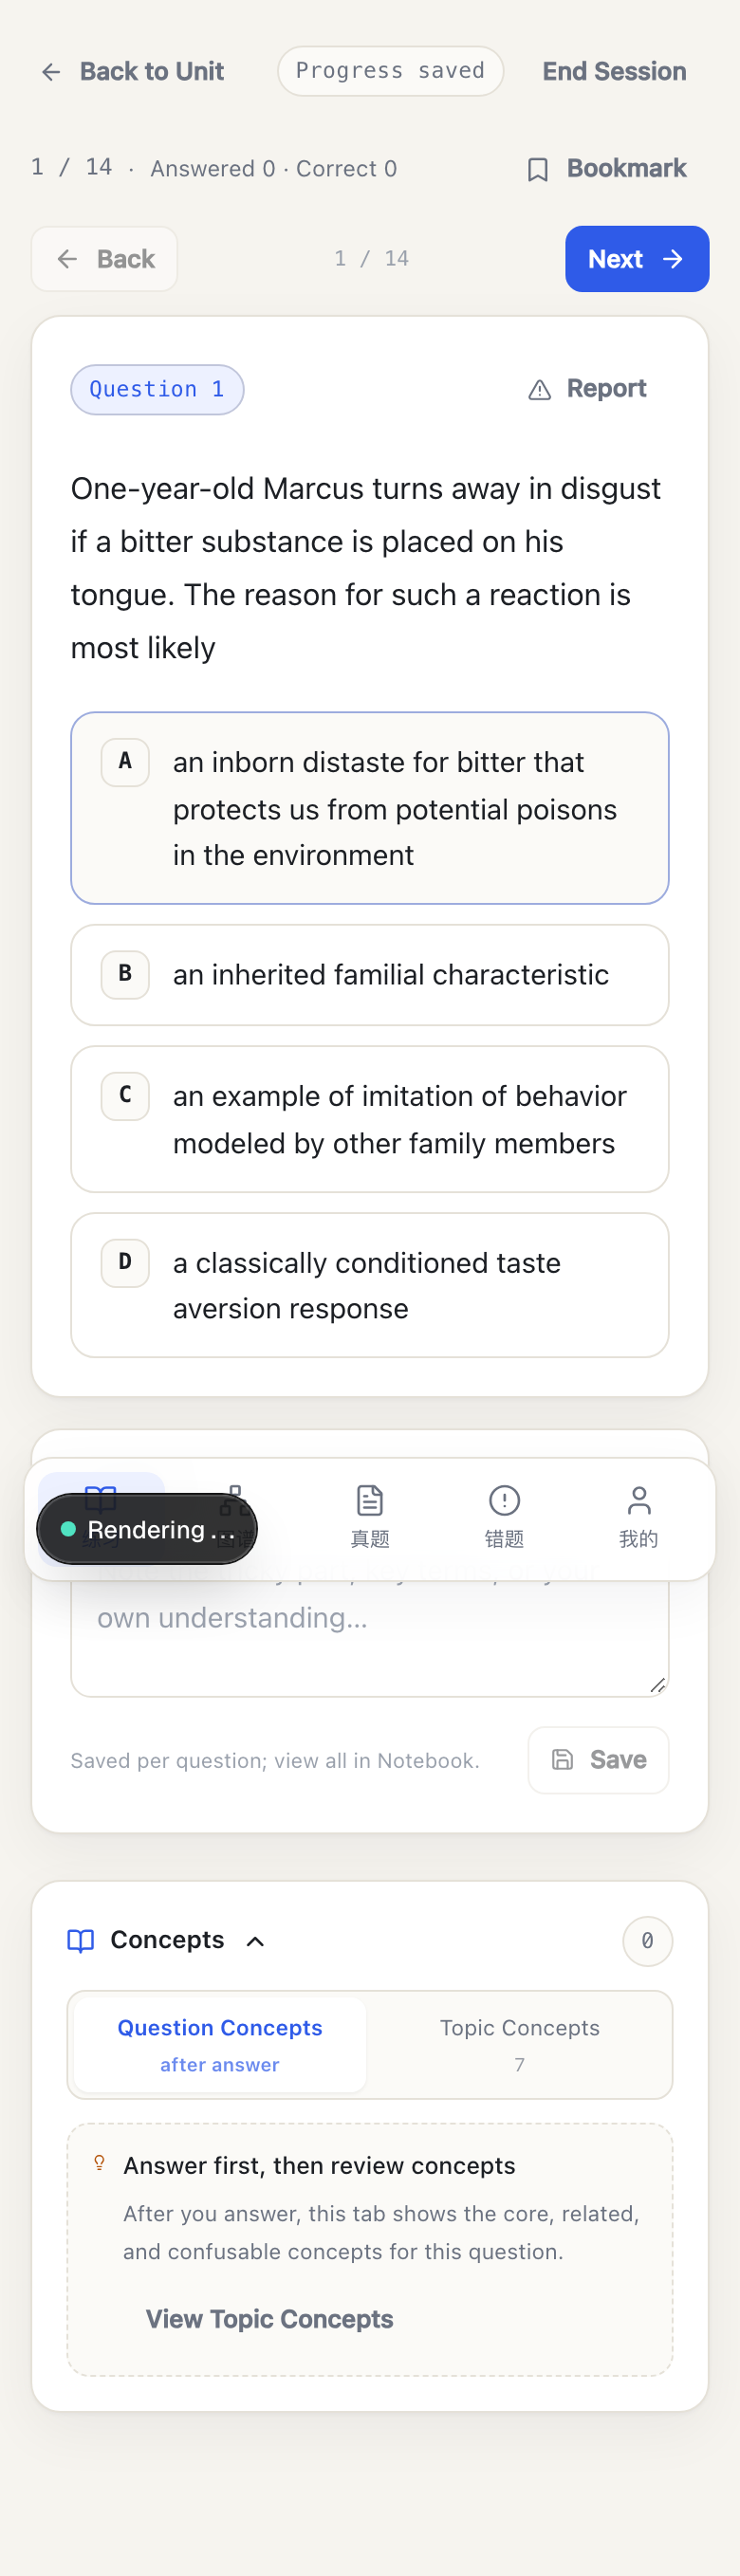 Back to Unit
Progress saved
End Session
1 / 14 · Answered 0 · Correct 0
Bookmark
Back
1 / 14
Next
Question 1
Report
One-year-old Marcus turns away in disgust
if a bitter substance is placed on his
tongue. The reason for such a reaction is
most likely
A
an inborn distaste for bitter that
protects us from potential poisons
in the environment
B
an inherited familial characteristic
C
an example of imitation of behavior
modeled by other family members
D
a classically conditioned taste
aversion response
Rendering ...
真题
错题
我的
own understanding...
Saved per question; view all in Notebook.
Save
Concepts
0
Question Concepts
after answer
Topic Concepts
7
Answer first, then review concepts
After you answer, this tab shows the core, related,
and confusable concepts for this question.
View Topic Concepts